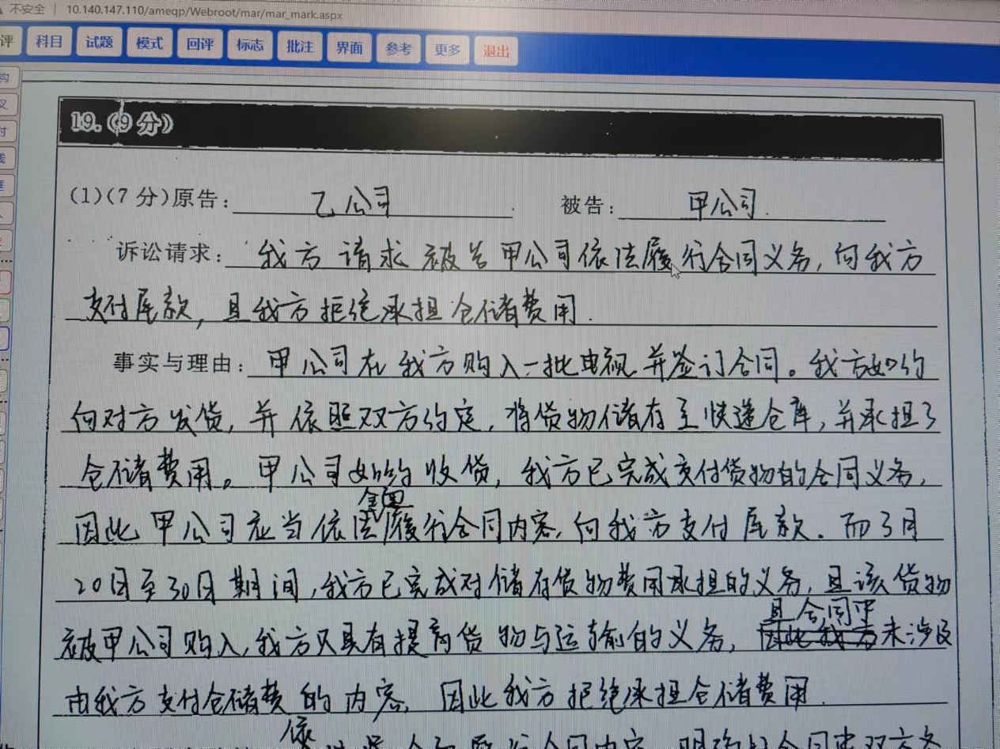 不安全 | 10.140.147.110/ameqp/Webroot/mar/mar_mark.aspx
评 科目 试题 模式 回评 标志 批注 界面 参考 更多 退出
19.(9分)
(1)(7分)原告: 乙公司 被告: 甲公司.
诉讼请求: 我方请求被告甲公司依法履行合同义务,向我方
支付尾款,且我方拒绝承担仓储费用.
事实与理由: 甲公司在我方购入一批电视并签订合同。我方如约
向对方发货,并依照双方约定,将货物储存至快递仓库,并承担了
仓储费用。甲公司如约收货,我方已完成交付货物的合同义务,
全面
因此甲公司应当依法履行合同内容,向我方支付尾款.而3月
20日至30日期间,我方已完成对储存货物费用承担的义务,且该货物
且合同中
被甲公司购入,我方只具有提商货物与运输的义务,未涉及
由我方支付仓储费的内容,因此我方拒绝承担仓储费用.
依